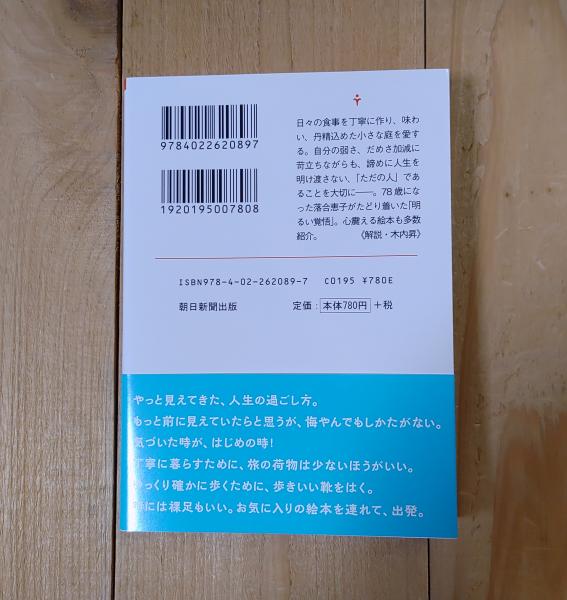 9784022620897
1920195007808
日々の食事を丁寧に作り、味わ
い、丹精込めた小さな庭を愛す
る。自分の弱さ、だめさ加減に
苛立ちながらも、諦めに人生を
明け渡さない、「ただの人」であ
ることを大切に――。78歳にな
った落合恵子がたどり着いた「明
るい覚悟」。心震える絵本も多数
紹介。 《解説・木内昇》
ISBN978-4-02-262089-7 C0195 ¥780E
朝日新聞出版 定価：本体780円＋税
やっと見えてきた、人生の過ごし方。
もっと前に見えていたらと思うが、悔やんでもしかたがない。
気づいた時が、はじめの時！
丁寧に暮らすために、旅の荷物は少ないほうがいい。
ゆっくり確かに歩くために、歩きいい靴をはく。
時には裸足もいい。お気に入りの絵本を連れて、出発。